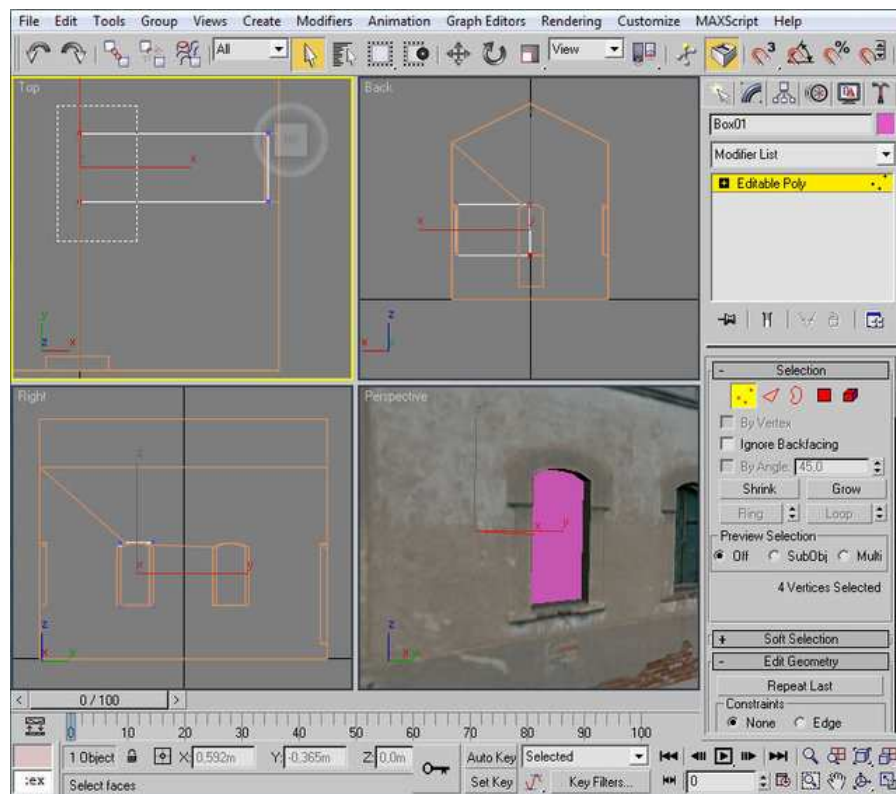 File Edit Tools Group Views Create Modifiers Animation Graph Editors Rendering Customize MAXScript Help
All
View
3
%
Top
Back
Box01
Modifier List
Editable Poly
x
y
z
x
x
y
z
x
Right
Perspective
- Selection
By Vertex
Ignore Backfacing
By Angle: 45,0
Shrink Grow
Ring Loop
Preview Selection
Off SubObj Multi
4 Vertices Selected
+ Soft Selection
- Edit Geometry
Repeat Last
Constraints
None Edge
z
x
y
z
x
y
x
y
< 0 / 100 >
0 10 20 30 40 50 60 70 80 90 100
1 Object X: 0,592m Y: -0,365m Z: 0,0m Auto Key Selected
:ex Select faces Set Key Key Filters... 0